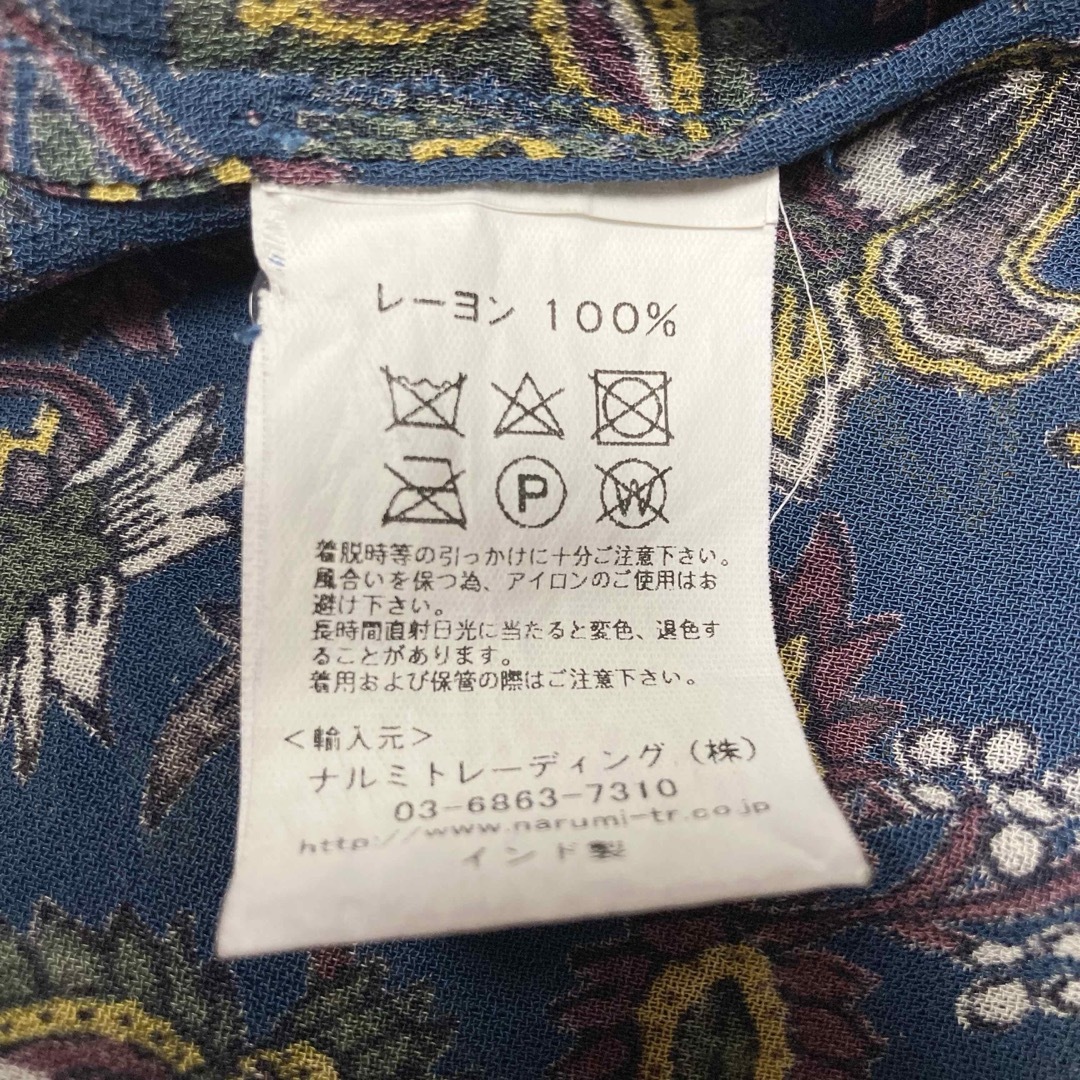 レーヨン 100%
P W
着脱時等の引っかけに十分ご注意下さい。
風合いを保つ為、アイロンのご使用はお
避け下さい。
長時間直射日光に当たると変色、退色す
ることがあります。
着用および保管の際はご注意下さい。
<輸入元>
ナルミトレーディング(株)
03-6863-7310
http://www.narumi-tr.co.jp
インド製